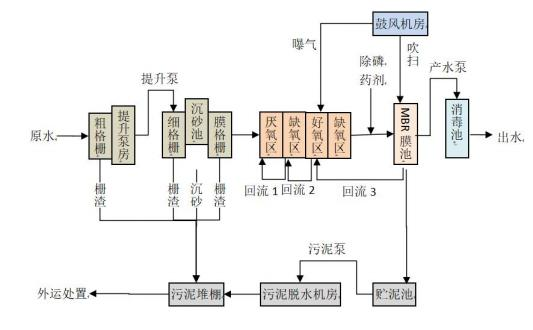 鼓风机房
曝气
吹扫
除磷
药剂
提升泵
产水泵
原水
粗格栅
提升泵房
细格栅
沉砂池
膜格栅
厌氧区
缺氧区
好氧区
缺氧区
MBR膜池
消毒池
出水
回流 1
回流 2
回流 3
栅渣
栅渣
沉砂
栅渣
污泥泵
外运处置
污泥堆棚
污泥脱水机房
贮泥池